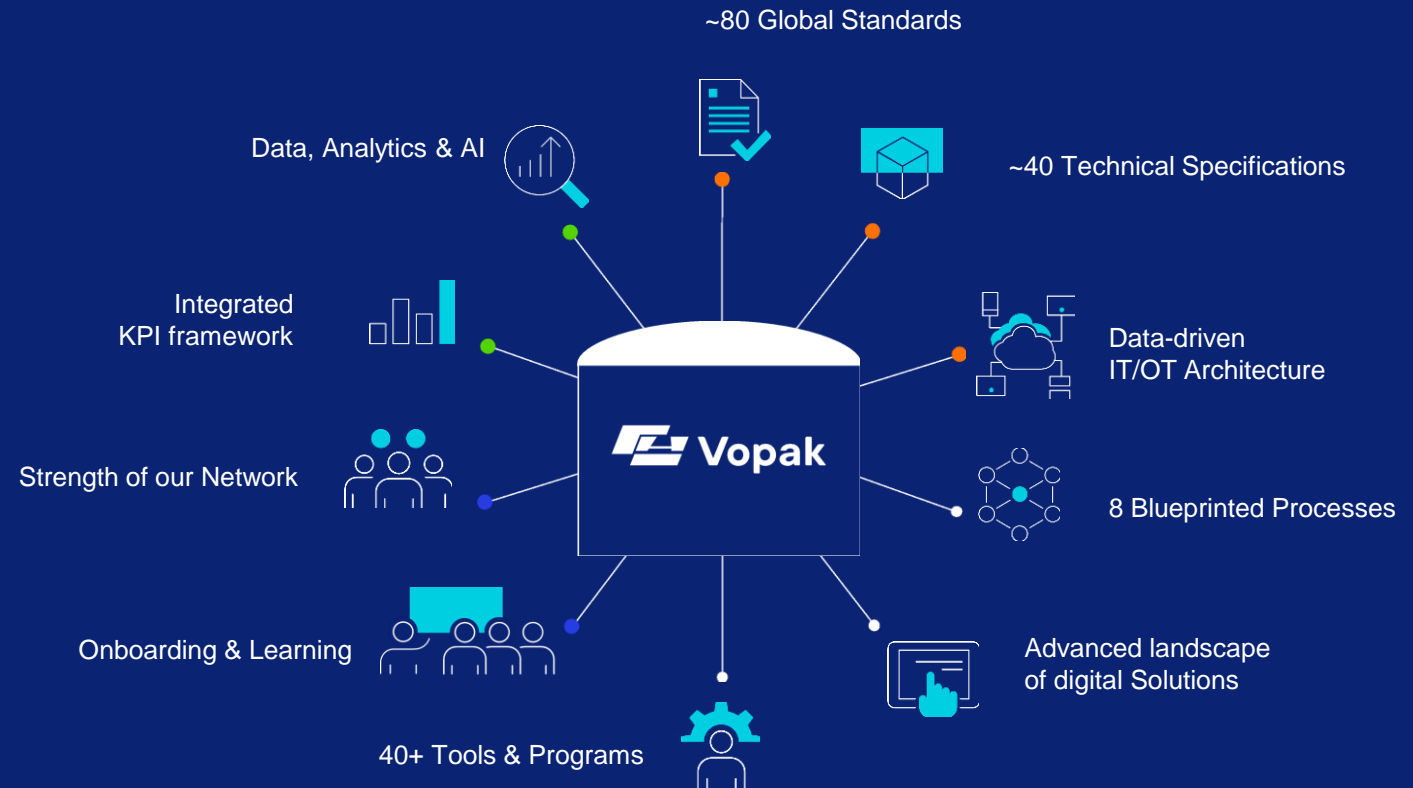 ~80 Global Standards
Data, Analytics & AI
~40 Technical Specifications
Integrated
KPI framework
Data-driven
IT/OT Architecture
Vopak
Strength of our Network
8 Blueprinted Processes
Onboarding & Learning
Advanced landscape
of digital Solutions
40+ Tools & Programs